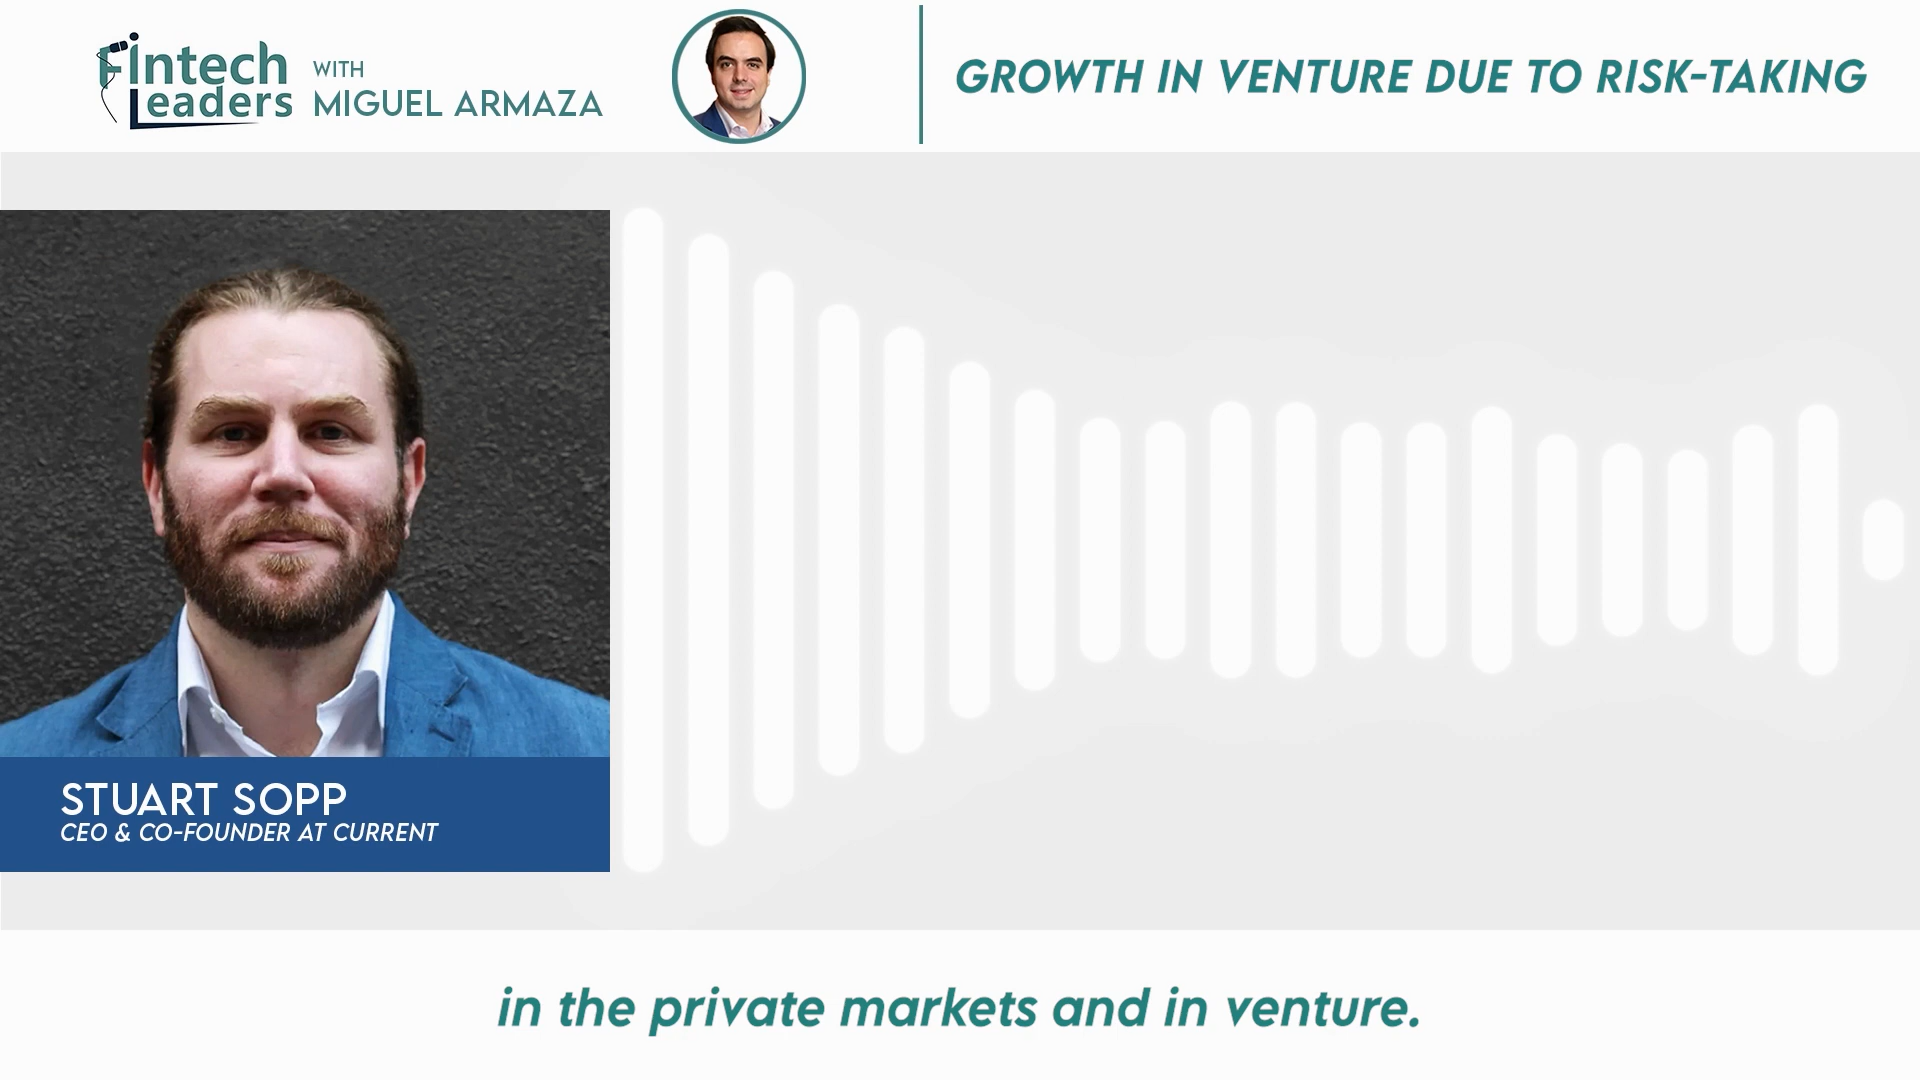 Fintech
Leaders
WITH
MIGUEL ARMAZA
GROWTH IN VENTURE DUE TO RISK-TAKING
STUART SOPP
CEO & CO-FOUNDER AT CURRENT
in the private markets and in venture.